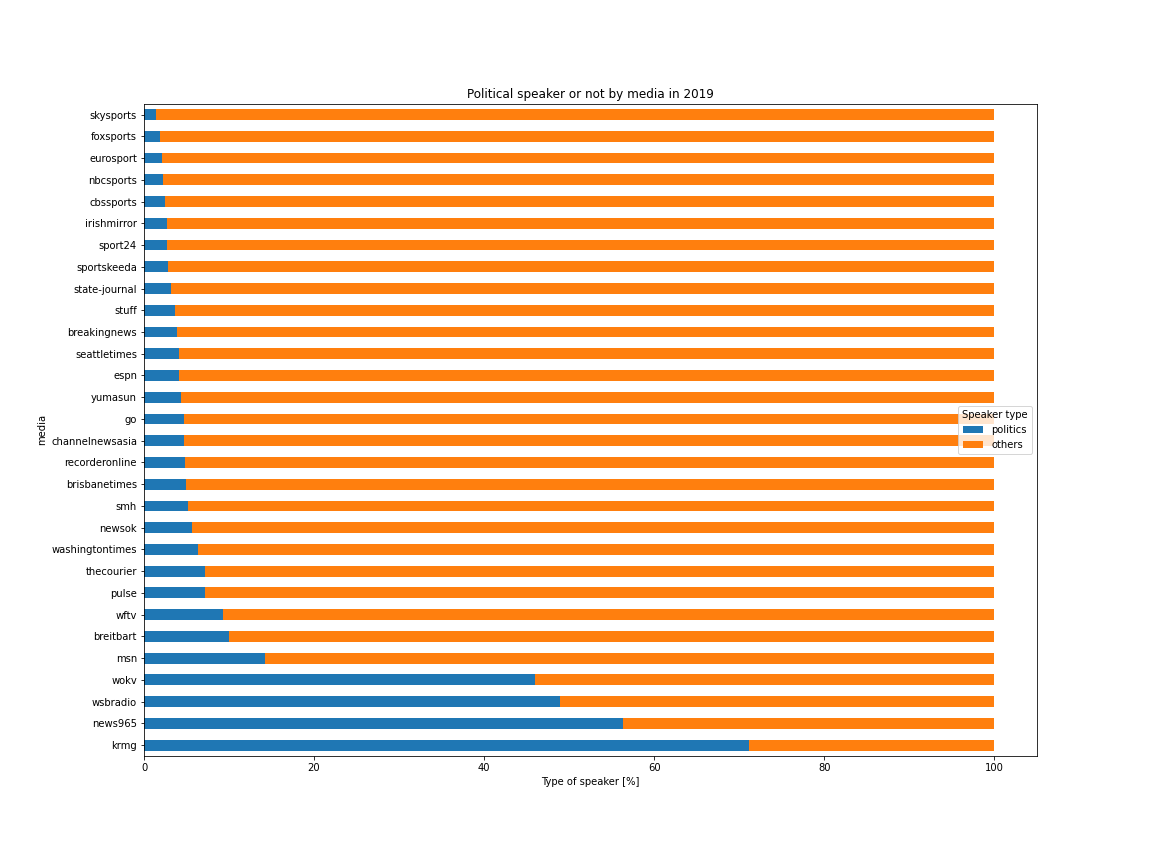 Political speaker or not by media in 2019
skysports
foxsports
eurosport
nbcsports
cbssports
irishmirror
sport24
sportskeeda
state-journal
stuff
breakingnews
seattletimes
espn
yumasun
go
channelnewsasia
recorderonline
brisbanetimes
smh
newsok
washingtontimes
thecourier
pulse
wftv
breitbart
msn
wokv
wsbradio
news965
krmg
media
Speaker type
politics
others
0 20 40 60 80 100
Type of speaker [%]